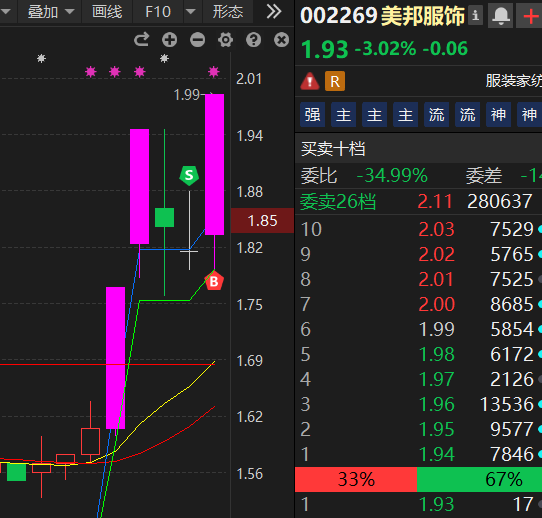 叠加 画线 F10 形态
002269 美邦服饰 i
1.93 -3.02% -0.06
R 服装家纺
强 主 主 主 流 流 神 神
买卖十档
委比 -34.99% 委差 -14
委卖26档 2.11 280637
10 2.03 7529
9 2.02 5765
8 2.01 7525
7 2.00 8685
6 1.99 5854
5 1.98 6172
4 1.97 2126
3 1.96 13536
2 1.95 9577
1 1.94 7846
33% 67%
1 1.93 17
2.01
1.99
1.94
1.88
S
1.85
1.82
B
1.75
1.69
1.62
1.56